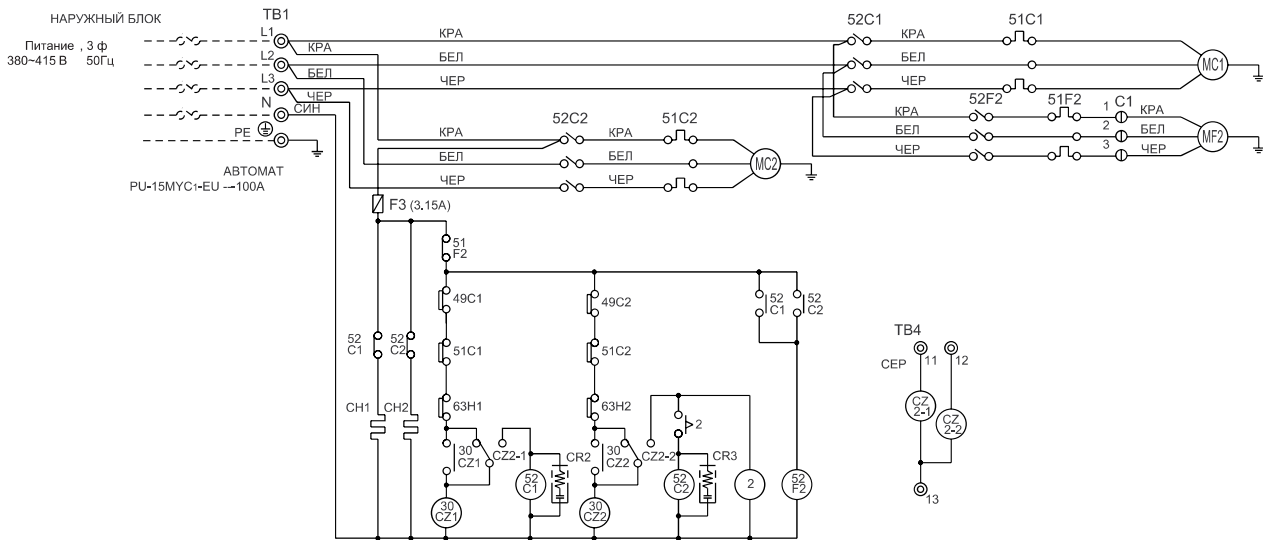 НАРУЖНЫЙ БЛОК
TB1
Питание , 3 ф
380~415 В 50Гц
L1
L2
L3
N
PE
КРА
БЕЛ
ЧЕР
СИН
АВТОМАТ
PU-15MYC1-EU --- 100A
КРА
БЕЛ
ЧЕР
52C1
КРА
БЕЛ
ЧЕР
51C1
MC1
КРА
БЕЛ
ЧЕР
52F2
51F2
1
2
3
C1
КРА
БЕЛ
ЧЕР
MF2
КРА
БЕЛ
ЧЕР
52C2
КРА
БЕЛ
ЧЕР
51C2
MC2
F3 (3.15A)
51
F2
49C1
49C2
52
C1
52
C2
52
C1
52
C2
51C1
51C2
CH1
CH2
63H1
63H2
30
CZ1
CZ2-1
CR2
30
CZ2
CZ2-2
2
CR3
30
CZ1
52
C1
30
CZ2
52
C2
2
52
F2
TB4
СЕР
11
12
CZ
2-1
CZ
2-2
13